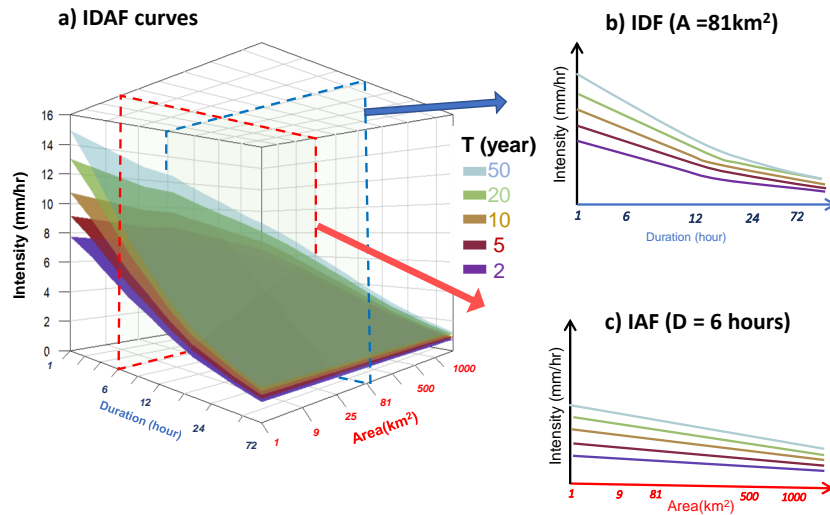 a) IDAF curves
Intensity (mm/hr)
16
14
12
10
8
6
4
2
0
1
6
12
24
72
Duration (hour)
1
9
25
81
500
1000
Area(km²)
T (year)
50
20
10
5
2
b) IDF (A =81km²)
Intensity (mm/hr)
1 6 12 24 72
Duration (hour)
c) IAF (D = 6 hours)
Intensity (mm/hr)
1 9 81 500 1000
Area(km²)